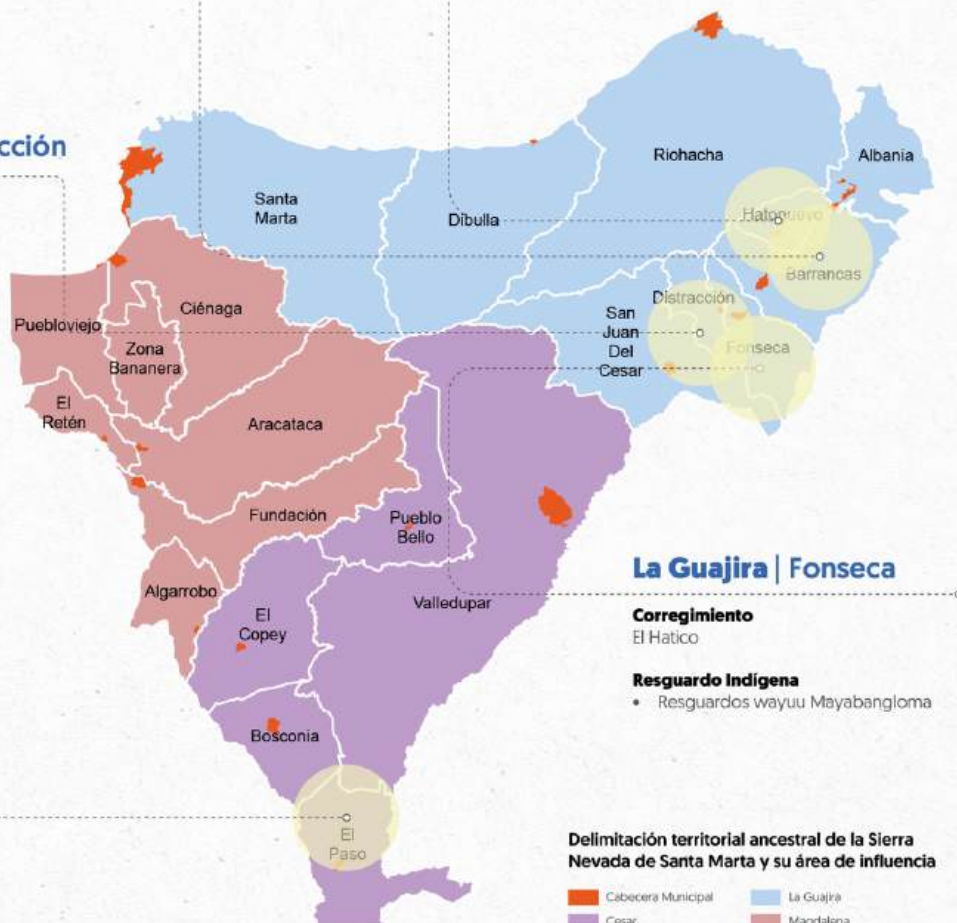 cción
Riohacha
Albania
Santa
Marta
Dibulla
Hatonuevo
Barrancas
Ciénaga
Puebloviejo
Zona
Bananera
Distracción
San
Juan
Del
Cesar
Fonseca
El
Retén
Aracataca
Fundación
Pueblo
Bello
Algarrobo
El
Copey
Valledupar
Bosconia
El
Paso
La Guajira | Fonseca
Corregimiento
El Hatico
Resguardo Indígena
• Resguardos wayuu Mayabangloma
Delimitación territorial ancestral de la Sierra
Nevada de Santa Marta y su área de influencia
Cabecera Municipal
La Guajira
Cesar
Magdalena